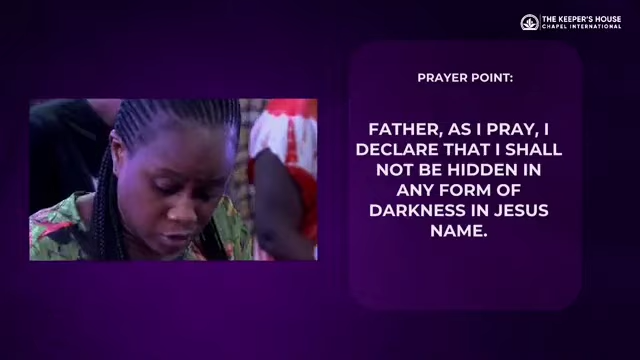 THE KEEPER'S HOUSE
CHAPEL INTERNATIONAL
PRAYER POINT:
FATHER, AS I PRAY, I
DECLARE THAT I SHALL
NOT BE HIDDEN IN
ANY FORM OF
DARKNESS IN JESUS
NAME.